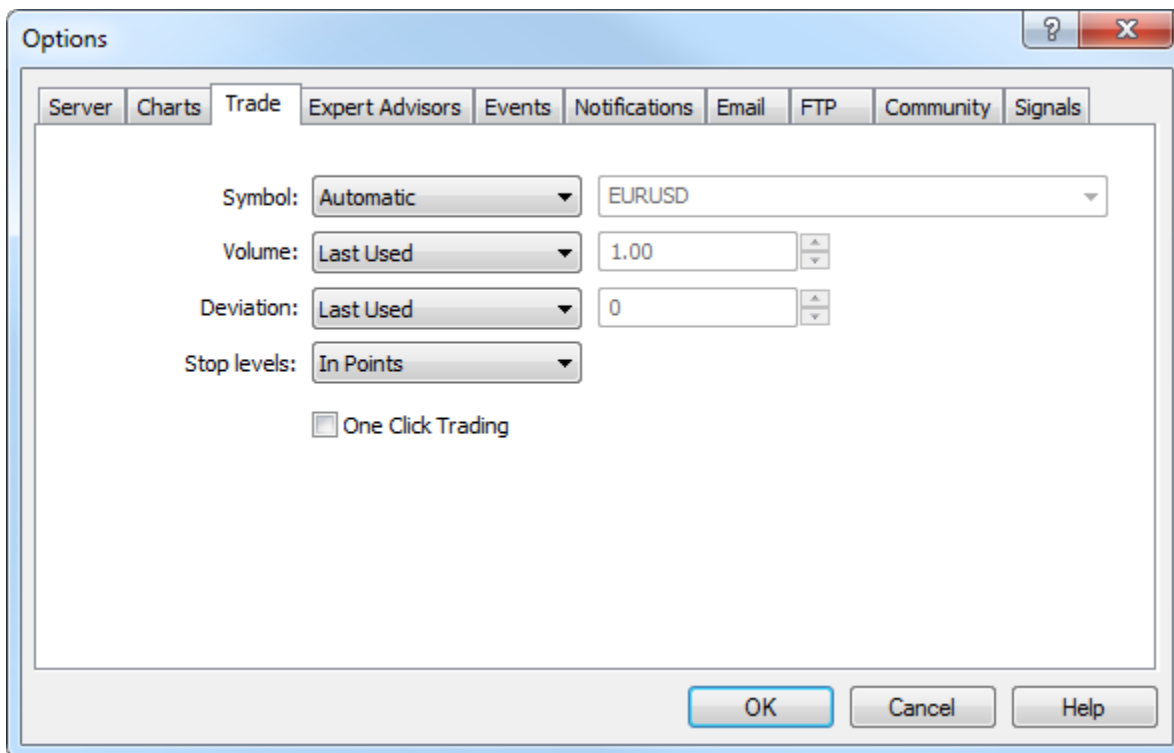 Options
Server Charts Trade Expert Advisors Events Notifications Email FTP Community Signals
Symbol: Automatic EURUSD
Volume: Last Used 1.00
Deviation: Last Used 0
Stop levels: In Points
One Click Trading
OK Cancel Help